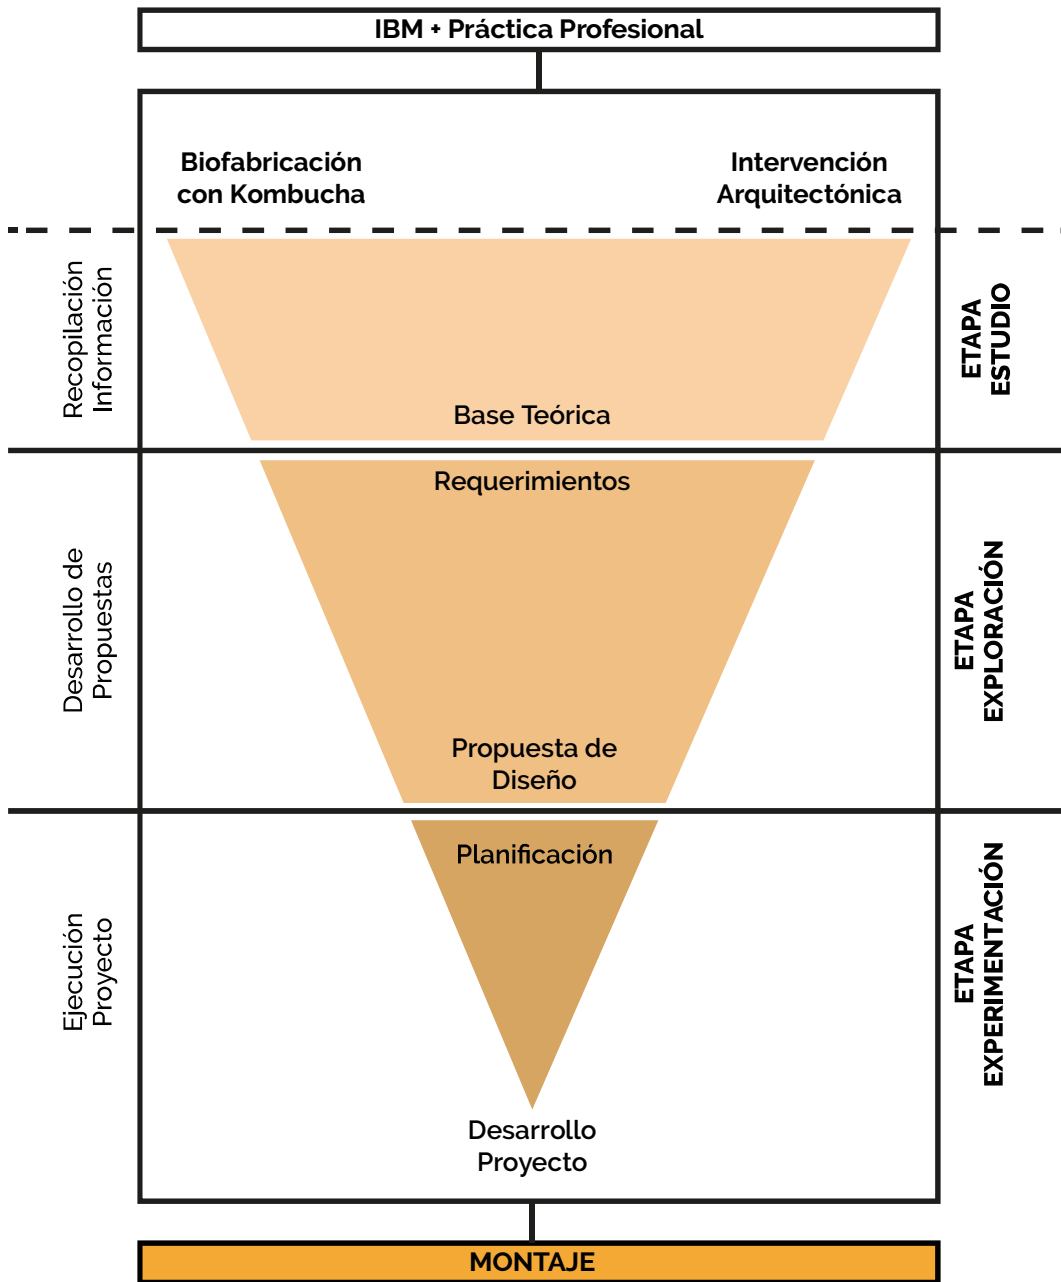 IBM + Práctica Profesional
Biofabricación
con Kombucha
Intervención
Arquitectónica
Recopilación
Información
Base Teórica
ETAPA
ESTUDIO
Desarrollo de
Propuestas
Requerimientos
Propuesta de
Diseño
ETAPA
EXPLORACIÓN
Ejecución
Proyecto
Planificación
Desarrollo
Proyecto
ETAPA
EXPERIMENTACIÓN
MONTAJE